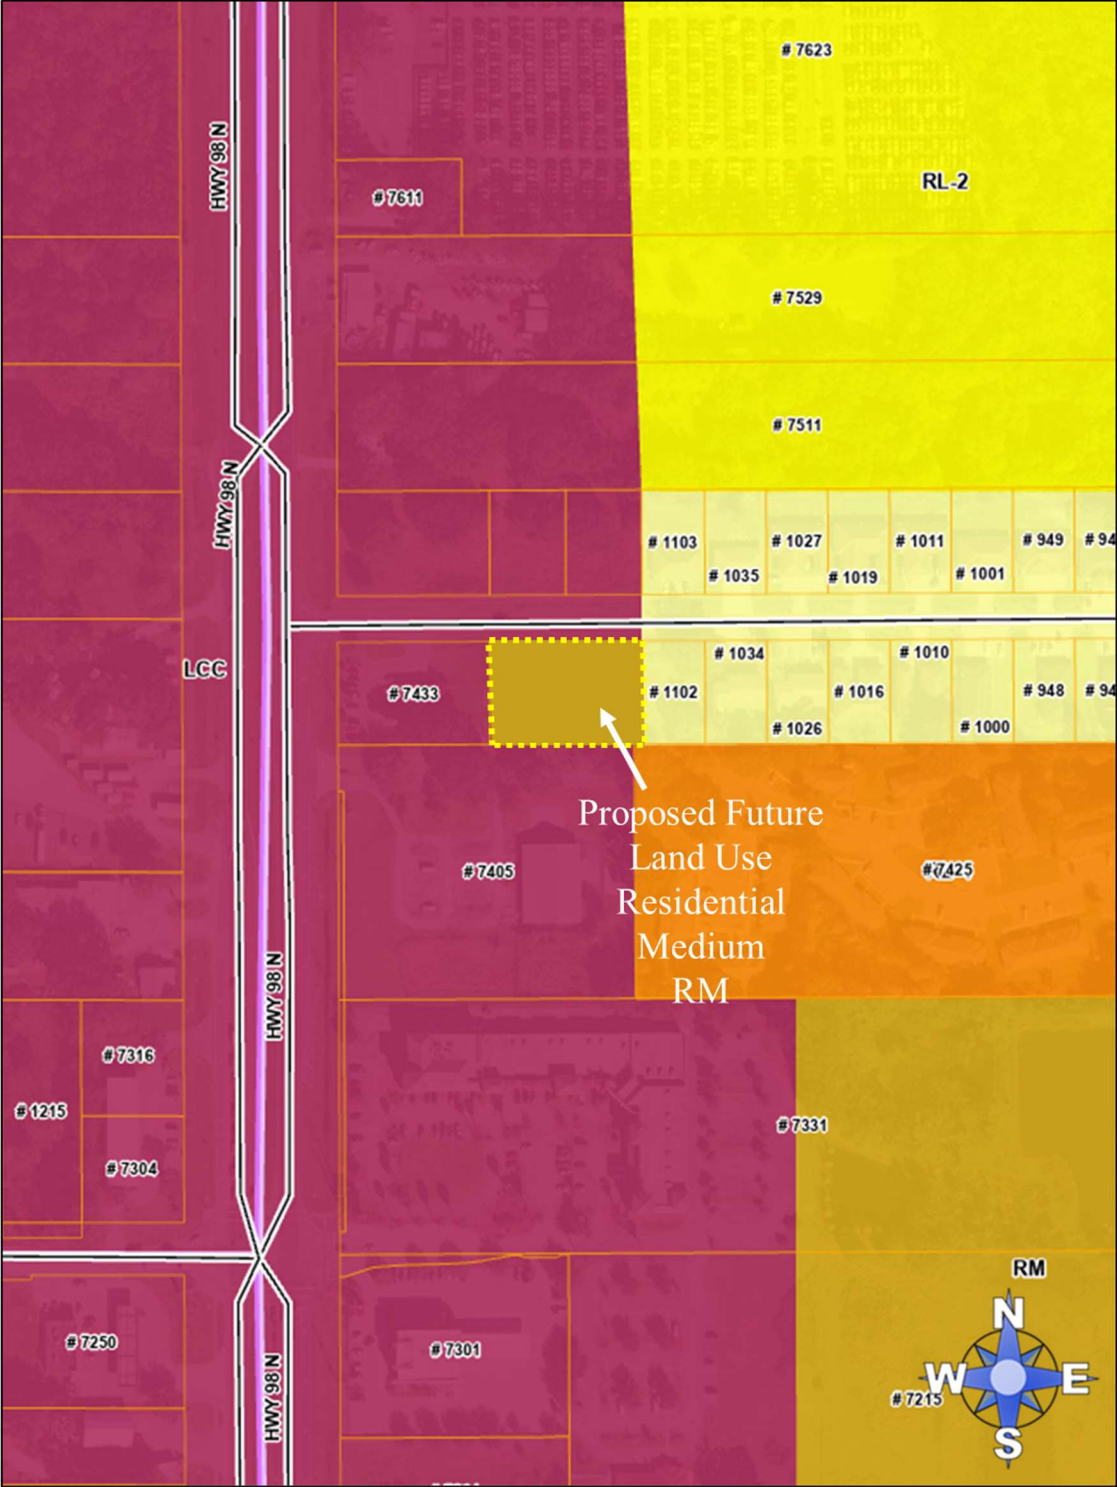 # 7623
HWY 98 N
RL-2
# 7611
# 7529
# 7511
HWY 98 N
# 1103
# 1027
# 1011
# 949
# 94
# 1035
# 1019
# 1001
LCC
# 7433
# 1102
# 1034
# 1026
# 1016
# 1010
# 1000
# 948
# 94
Proposed Future
Land Use
Residential
Medium
RM
# 7405
# 7425
HWY 98 N
# 7316
# 1215
# 7304
# 7331
RM
N
W
E
S
# 7250
# 7301
# 7215
HWY 98 N